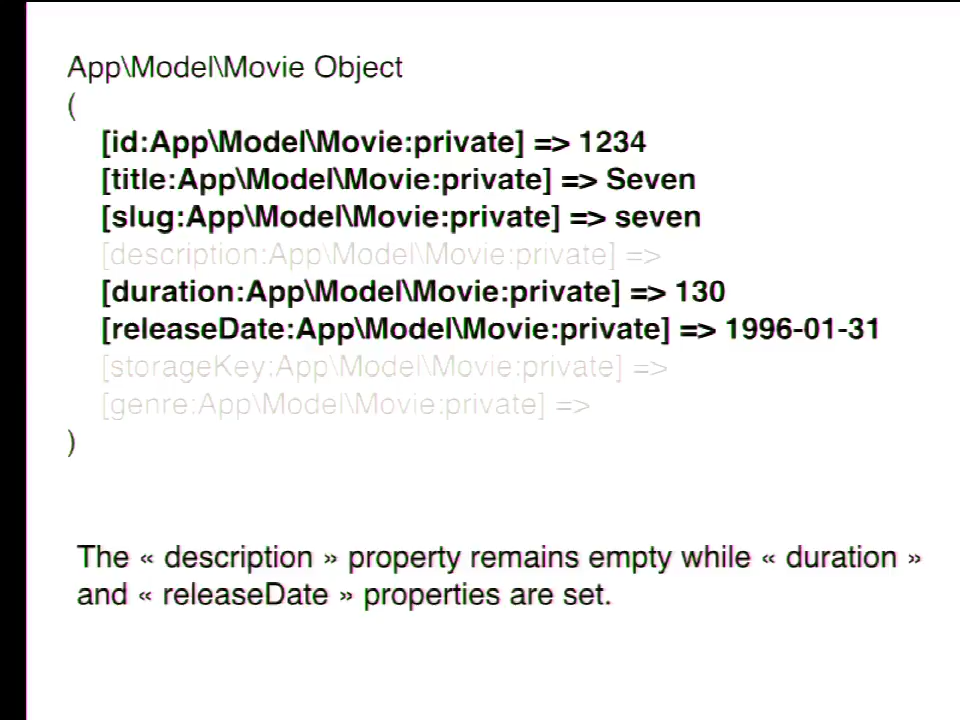 App\Model\Movie Object
(
[id:App\Model\Movie:private] => 1234
[title:App\Model\Movie:private] => Seven
[slug:App\Model\Movie:private] => seven
[description:App\Model\Movie:private] =>
[duration:App\Model\Movie:private] => 130
[releaseDate:App\Model\Movie:private] => 1996-01-31
[storageKey:App\Model\Movie:private] =>
[genre:App\Model\Movie:private] =>
)
The « description » property remains empty while « duration »
and « releaseDate » properties are set.